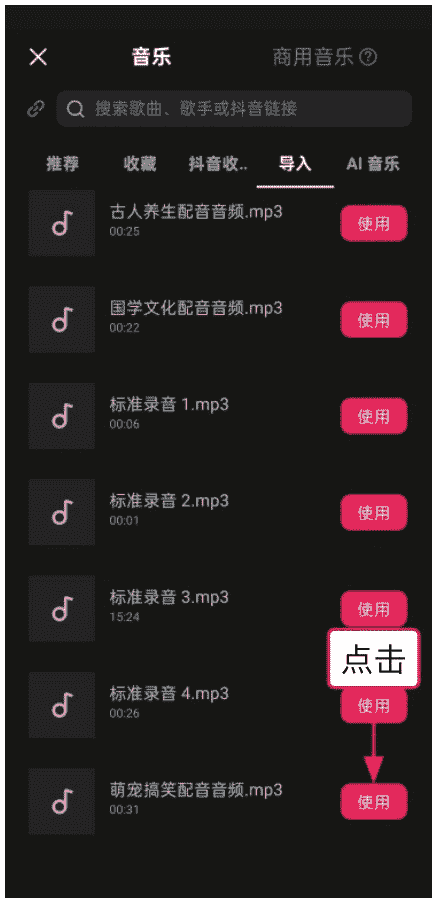 音乐 商用音乐
搜索歌曲、歌手或抖音链接
推荐 收藏 抖音收.. 导入 AI 音乐
古人养生配音音频.mp3
00:25
使用
国学文化配音音频.mp3
00:22
使用
标准录音 1.mp3
00:06
使用
标准录音 2.mp3
00:01
使用
标准录音 3.mp3
15:24
使用
点击
标准录音 4.mp3
00:26
使用
萌宠搞笑配音音频.mp3
00:31
使用